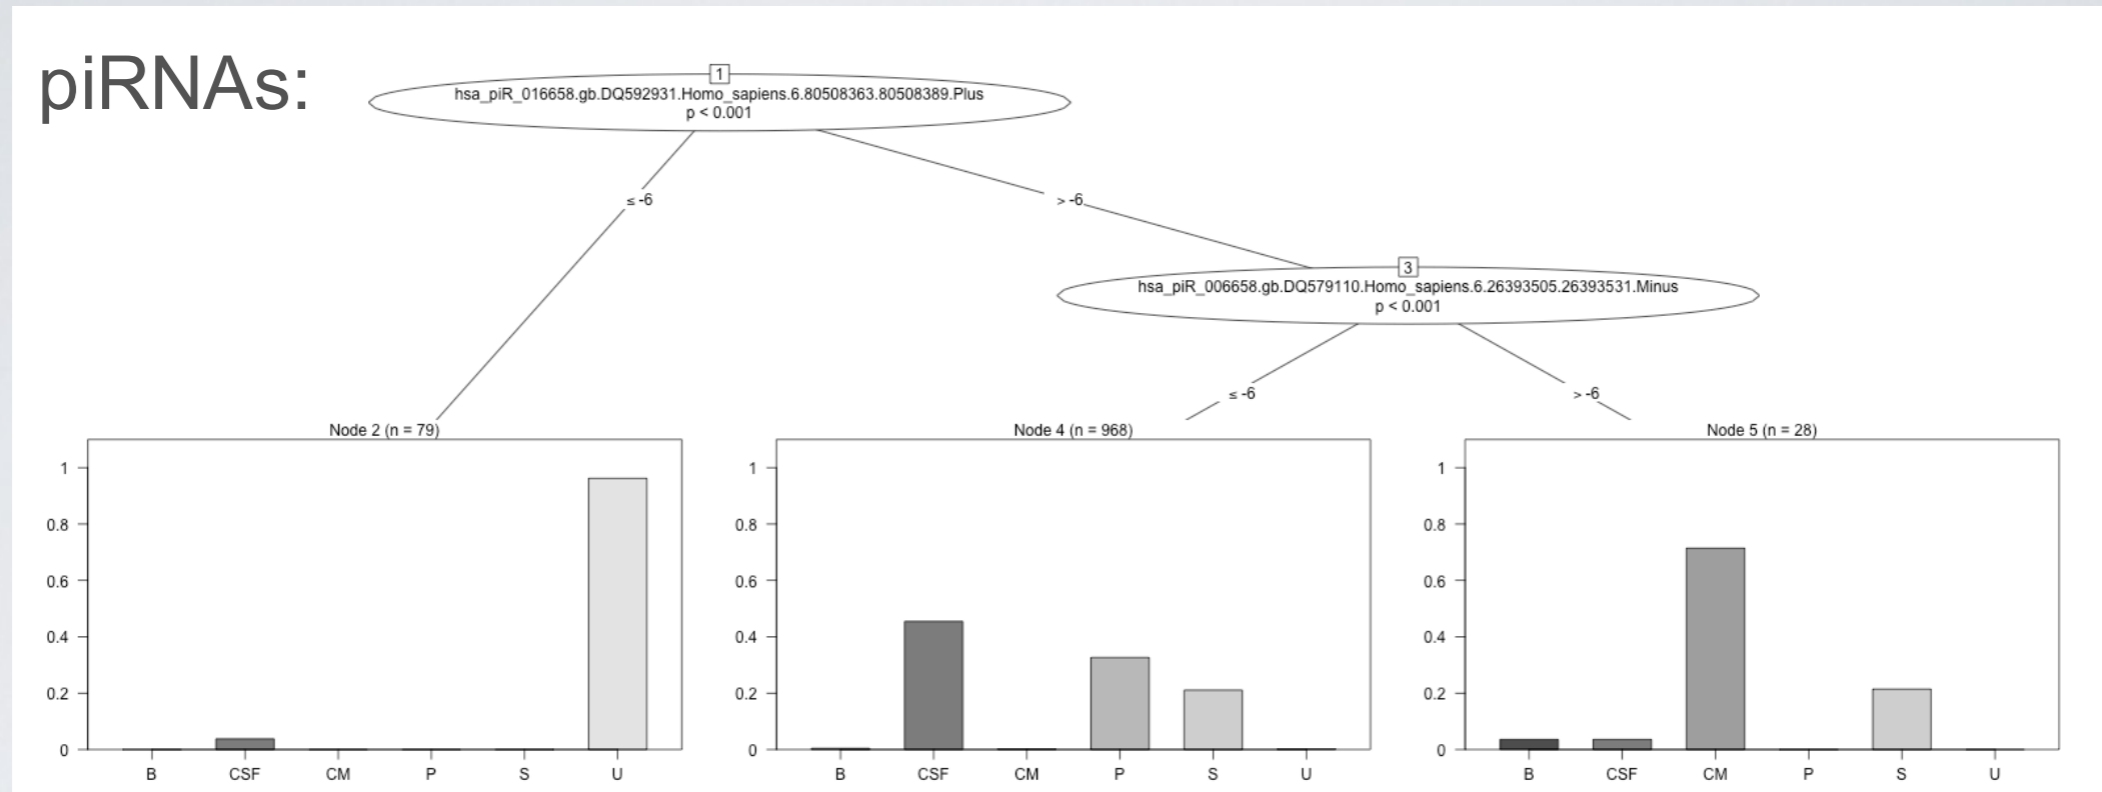 piRNAs:
1
hsa_piR_016658.gb.DQ592931.Homo_sapiens.6.80508363.80508389.Plus
p < 0.001
≤ -6
> -6
3
hsa_piR_006658.gb.DQ579110.Homo_sapiens.6.26393505.26393531.Minus
p < 0.001
≤ -6
> -6
Node 2 (n = 79)
1
0.8
0.6
0.4
0.2
0
B CSF CM P S U
Node 4 (n = 968)
1
0.8
0.6
0.4
0.2
0
B CSF CM P S U
Node 5 (n = 28)
1
0.8
0.6
0.4
0.2
0
B CSF CM P S U